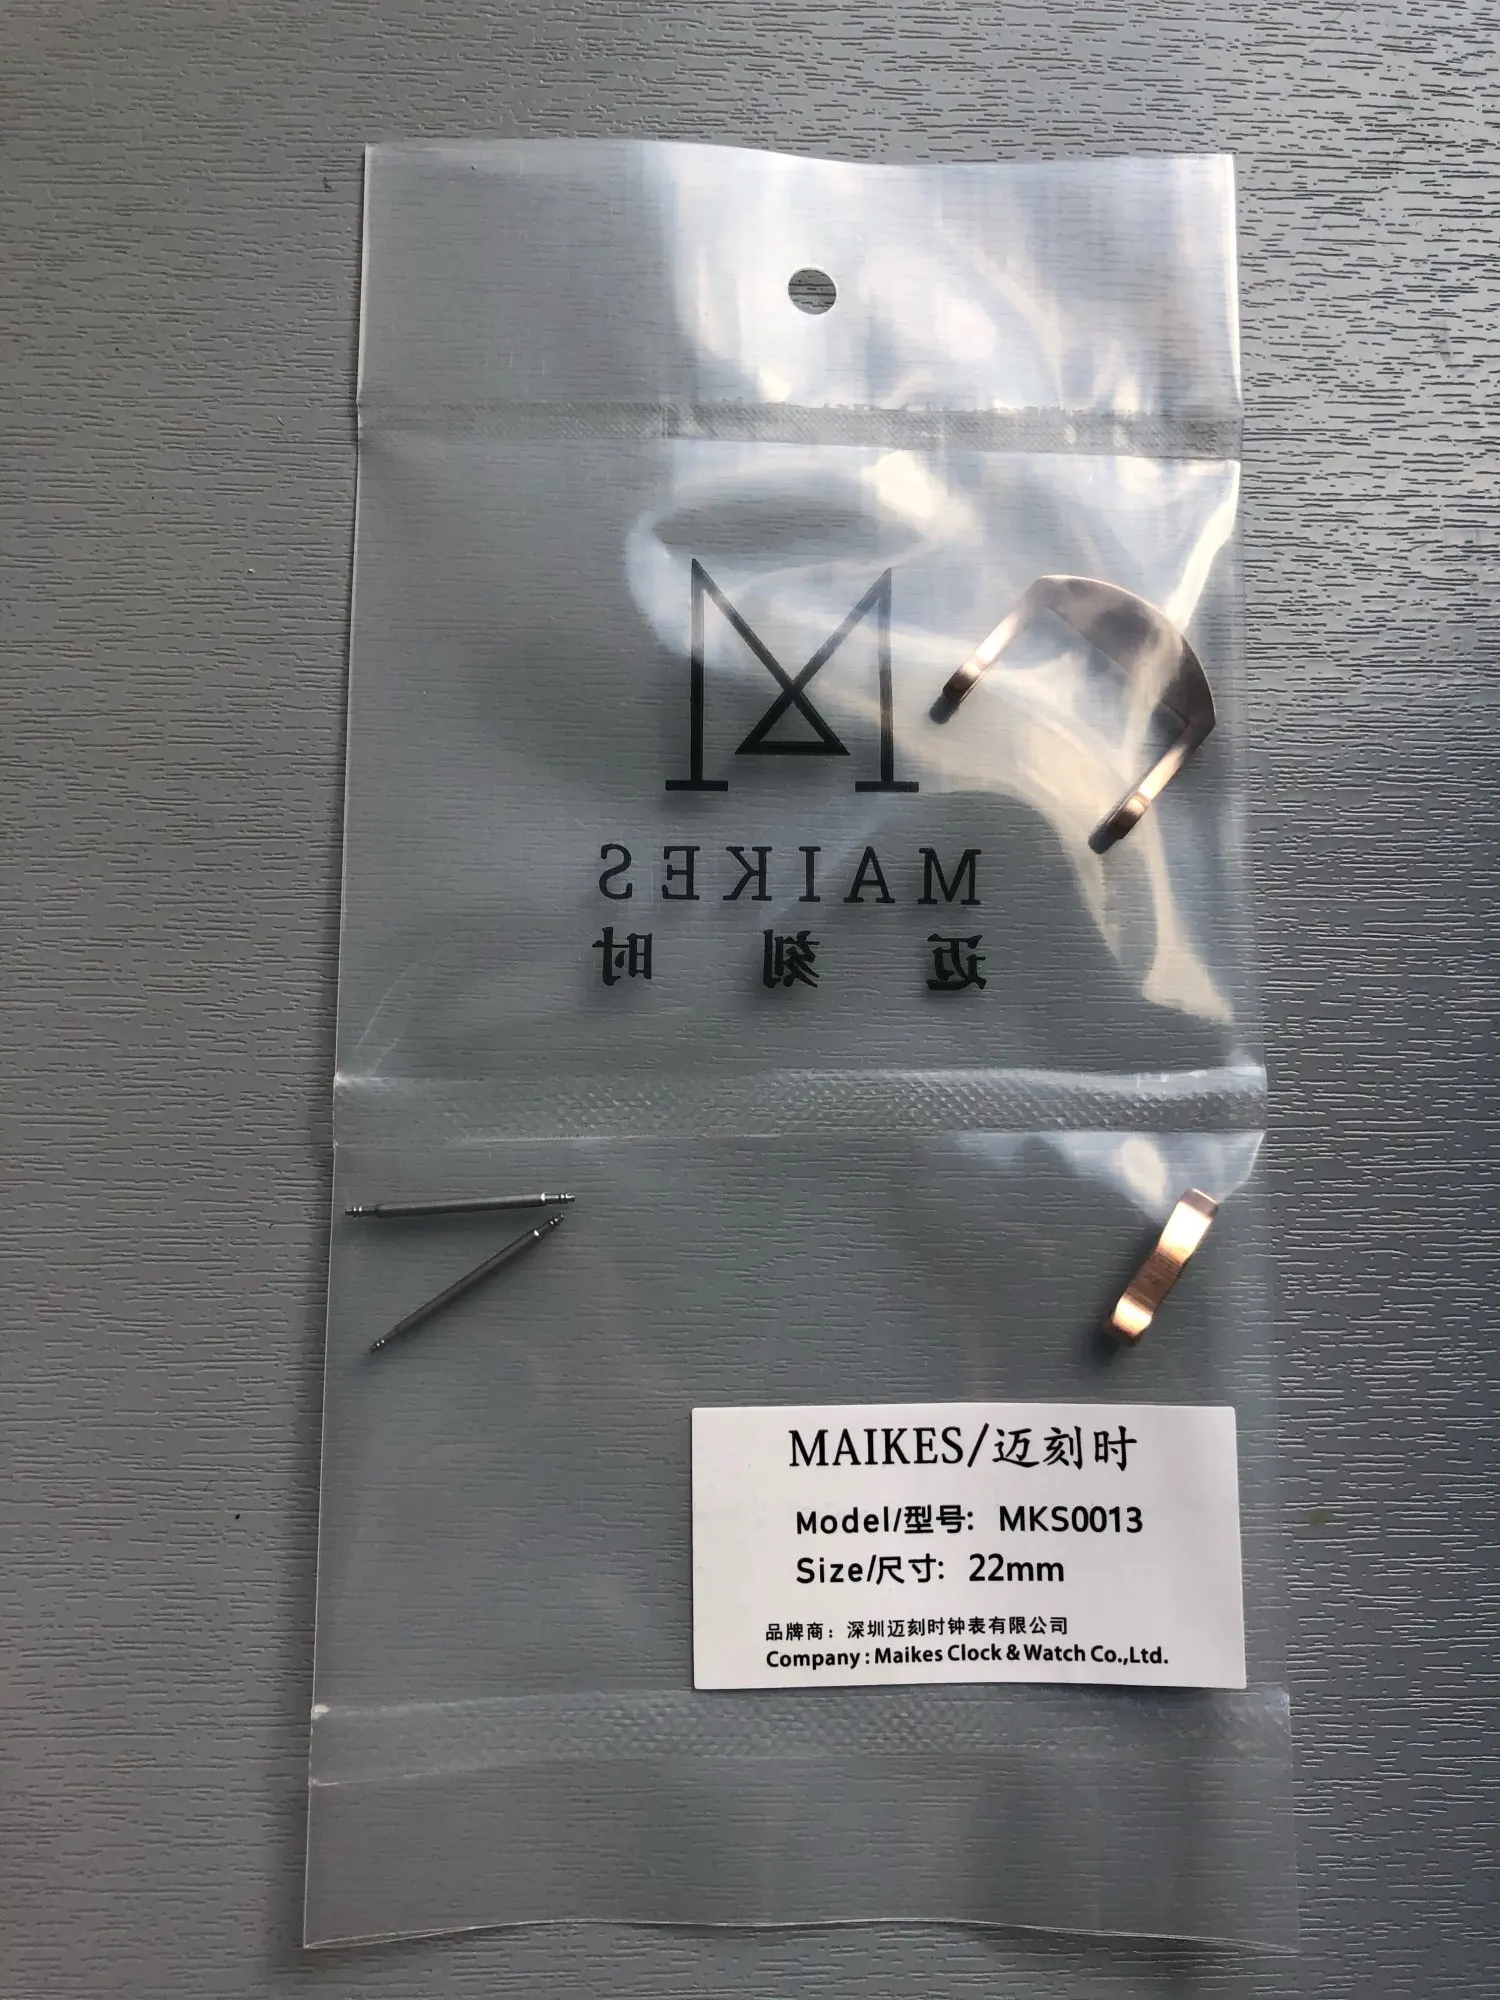 MAIKES
迈刻时
MAIKES/迈刻时
Model/型号: MKS0013
Size/尺寸: 22mm
品牌商：深圳迈刻时钟表有限公司
Company : Maikes Clock & Watch Co.,Ltd.